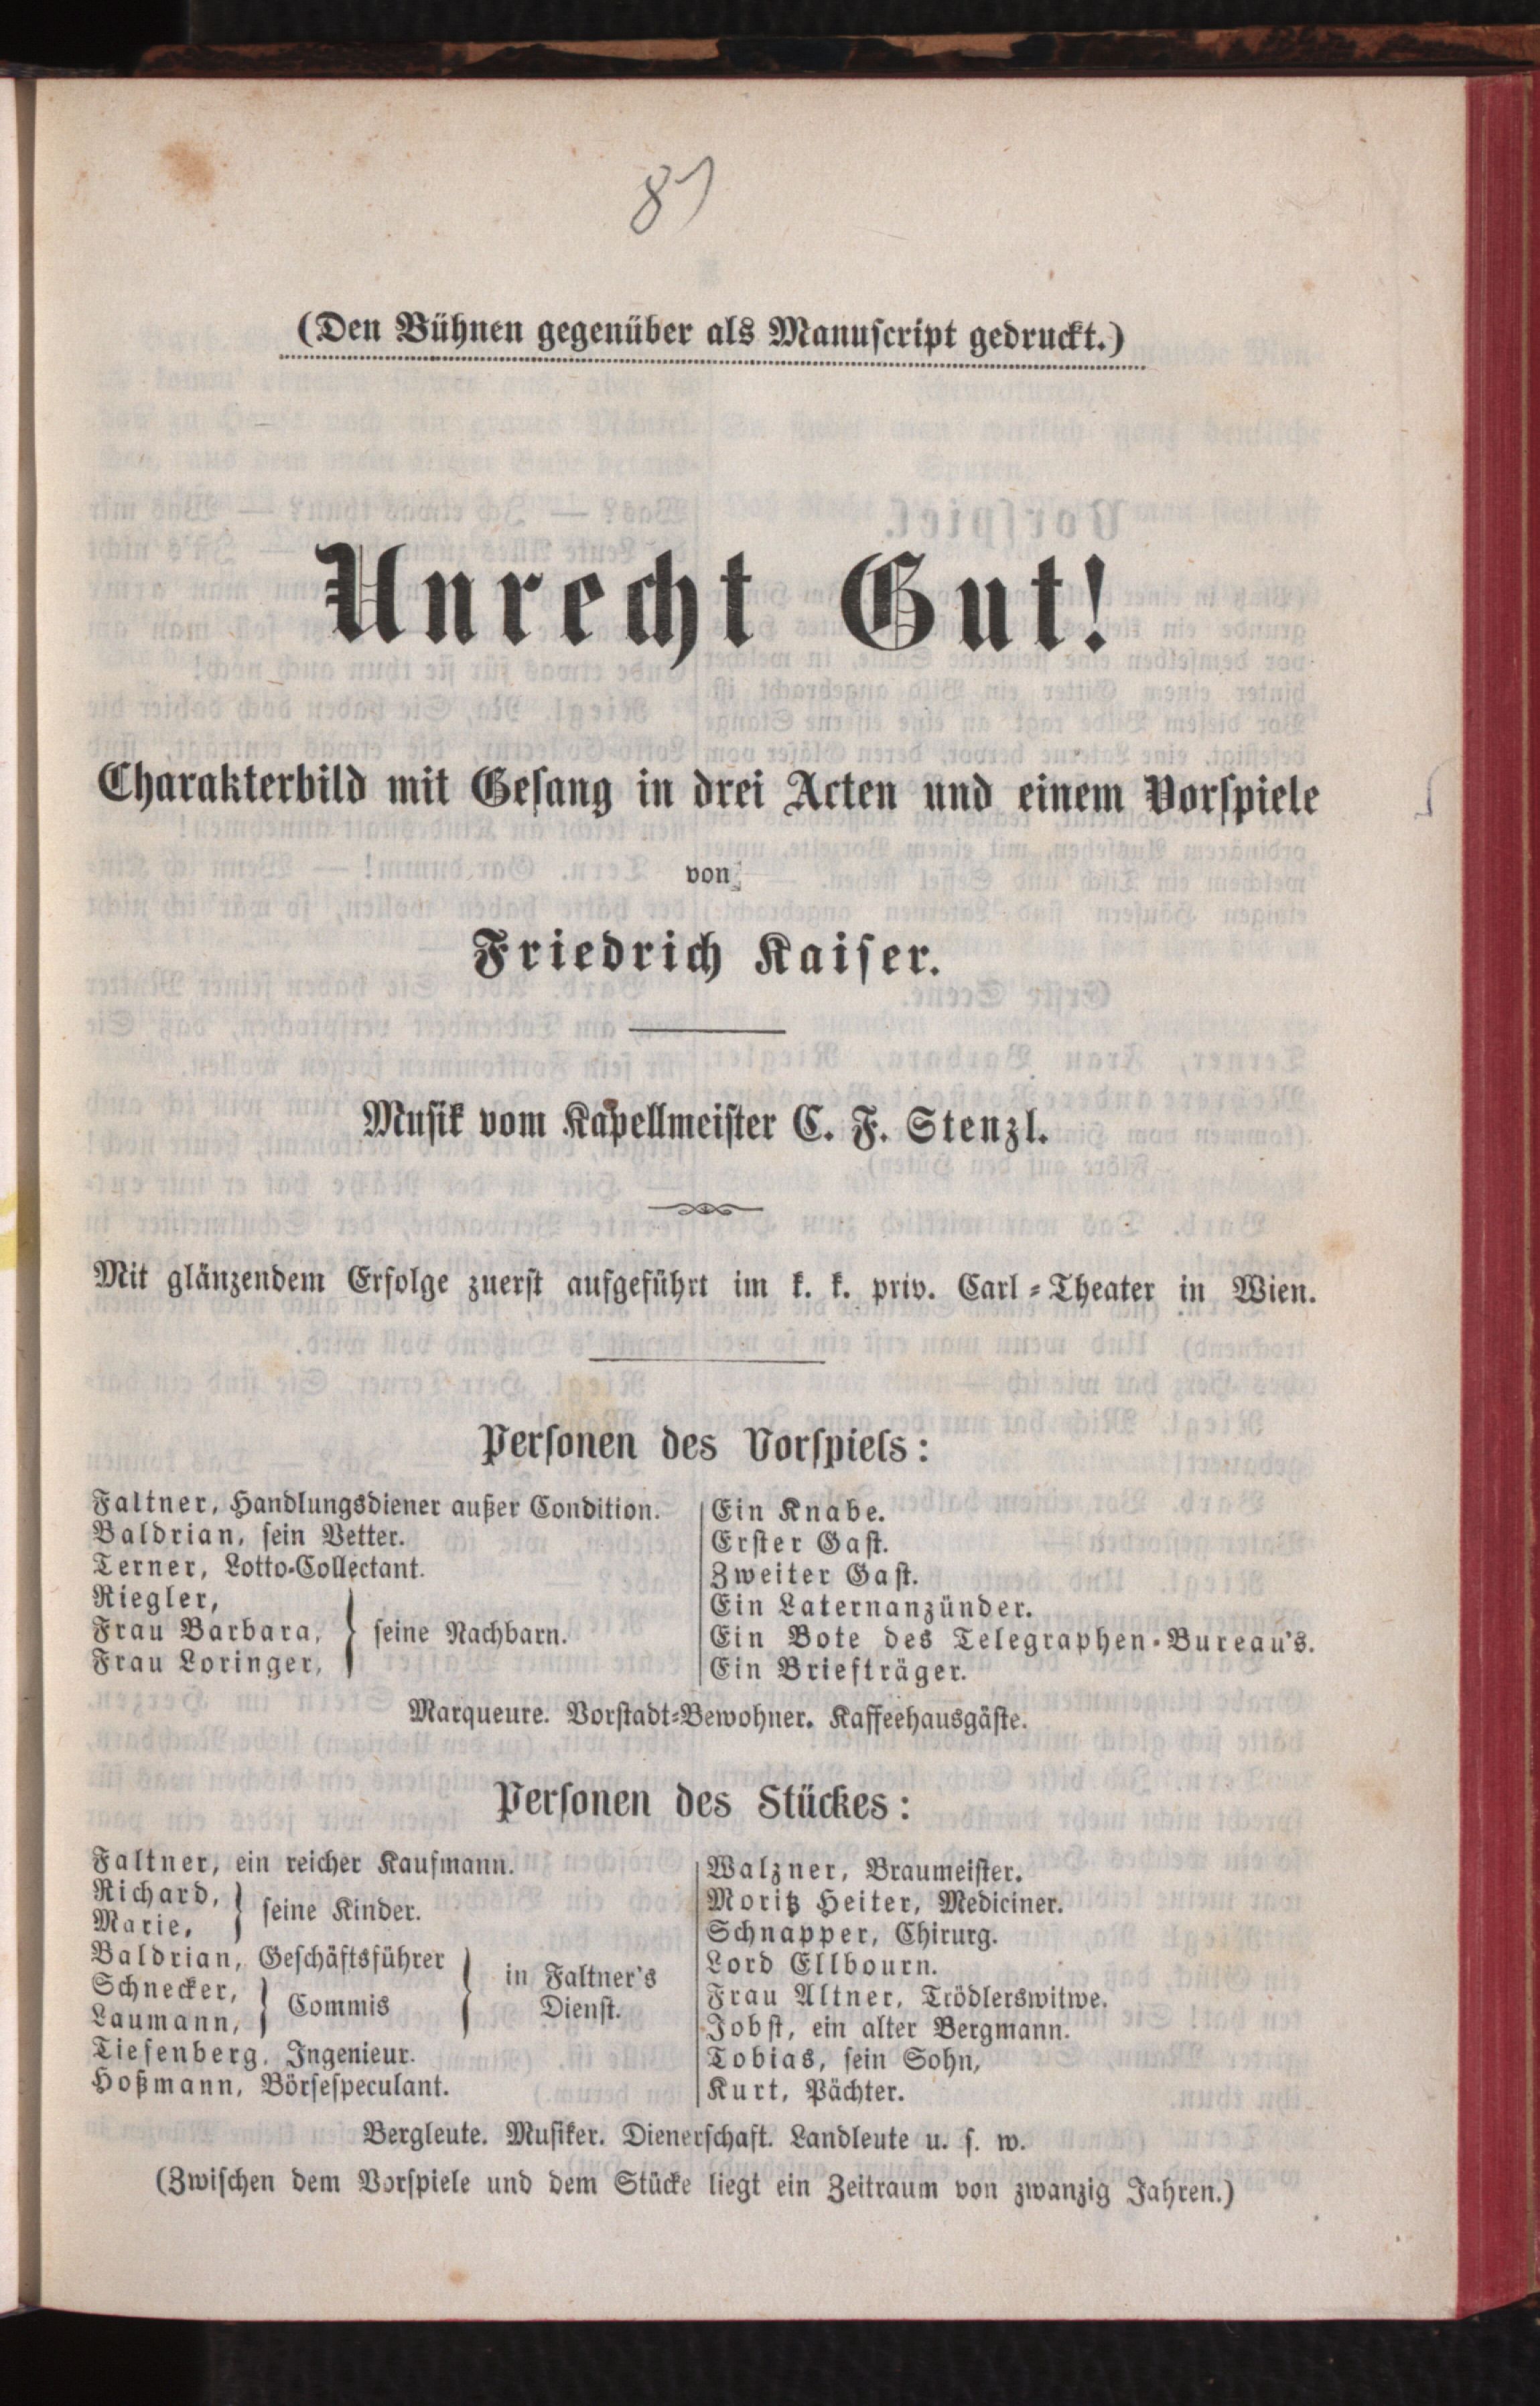 8)
(Den Bühnen gegenüber als Manuscript gedruckt.)
Unrecht Gut!
Charakterbild mit Gesang in drei Acten und einem Vorspiele
von
Friedrich Kaiser.
Musik vom Kapellmeister C. F. Stenzl.
Mit glänzendem Erfolge zuerst aufgeführt im k. k. priv. Carl-Theater in Wien.
Personen des Vorspiels:
Faltner, Handlungsdiener außer Condition.
Baldrian, sein Vetter.
Terner, Lotto-Collectant.
Riegler,
Frau Barbara,
Frau Loringer,
seine Nachbarn.
Ein Knabe.
Erster Gast.
Zweiter Gast.
Ein Laternanzünder.
Ein Bote des Telegraphen-Bureau's.
Ein Briefträger.
Marqueure. Vorstadt-Bewohner. Kaffeehausgäste.
Personen des Stückes:
Faltner, ein reicher Kaufmann.
Richard,
Marie,
seine Kinder.
Baldrian, Geschäftsführer
Schnecker,
Laumann,
Commis
in Faltner's
Dienst.
Tiefenberg, Ingenieur.
Hoßmann, Börsespeculant.
Walzner, Braumeister.
Moritz Heiter, Mediciner.
Schnapper, Chirurg.
Lord Ellbourn.
Frau Altner, Trödlerswitwe.
Jobst, ein alter Bergmann.
Tobias, sein Sohn,
Kurt, Pächter.
Bergleute. Musiker. Dienerschaft. Landleute u. s. w.
(Zwischen dem Vorspiele und dem Stücke liegt ein Zeitraum von zwanzig Jahren.)